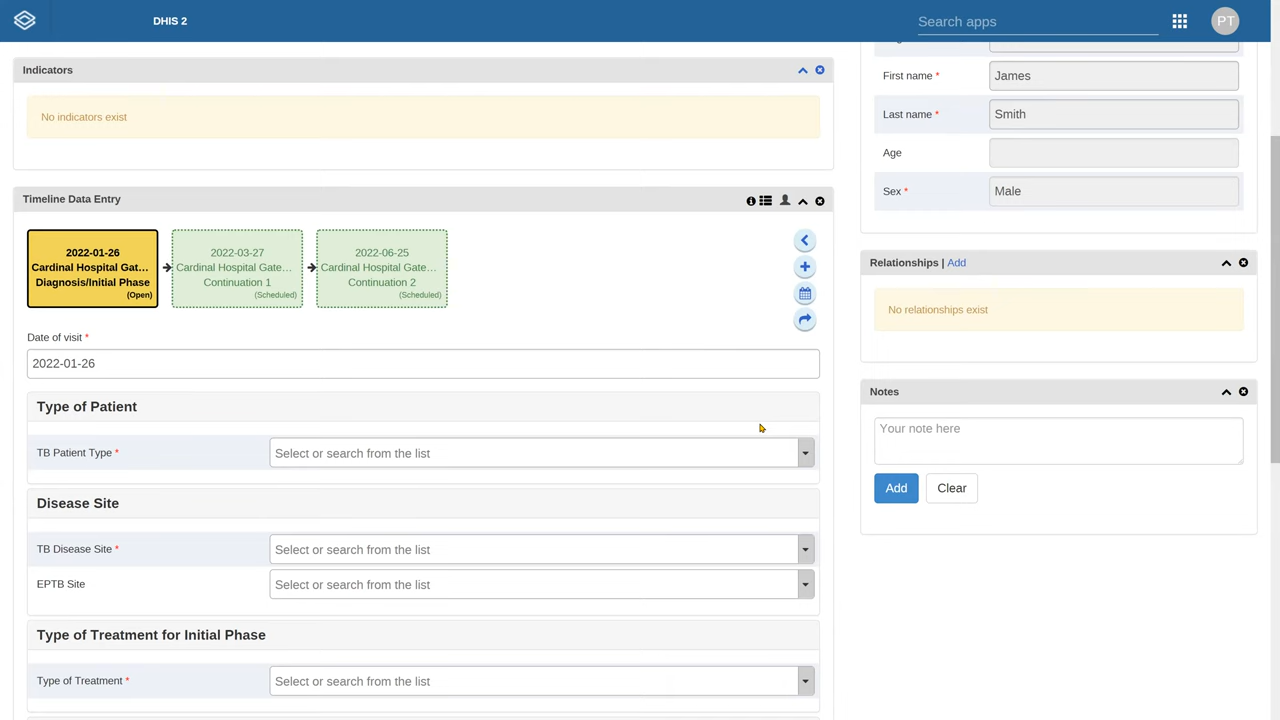 DHIS 2
Search apps
PT
Indicators
No indicators exist
Timeline Data Entry
2022-01-26
Cardinal Hospital Gat...
Diagnosis/Initial Phase
(Open)
2022-03-27
Cardinal Hospital Gate...
Continuation 1
(Scheduled)
2022-06-25
Cardinal Hospital Gate...
Continuation 2
(Scheduled)
Date of visit *
2022-01-26
Type of Patient
TB Patient Type *
Select or search from the list
Disease Site
TB Disease Site *
Select or search from the list
EPTB Site
Select or search from the list
Type of Treatment for Initial Phase
Type of Treatment *
Select or search from the list
First name *
James
Last name *
Smith
Age
Sex *
Male
Relationships | Add
No relationships exist
Notes
Your note here
Add
Clear